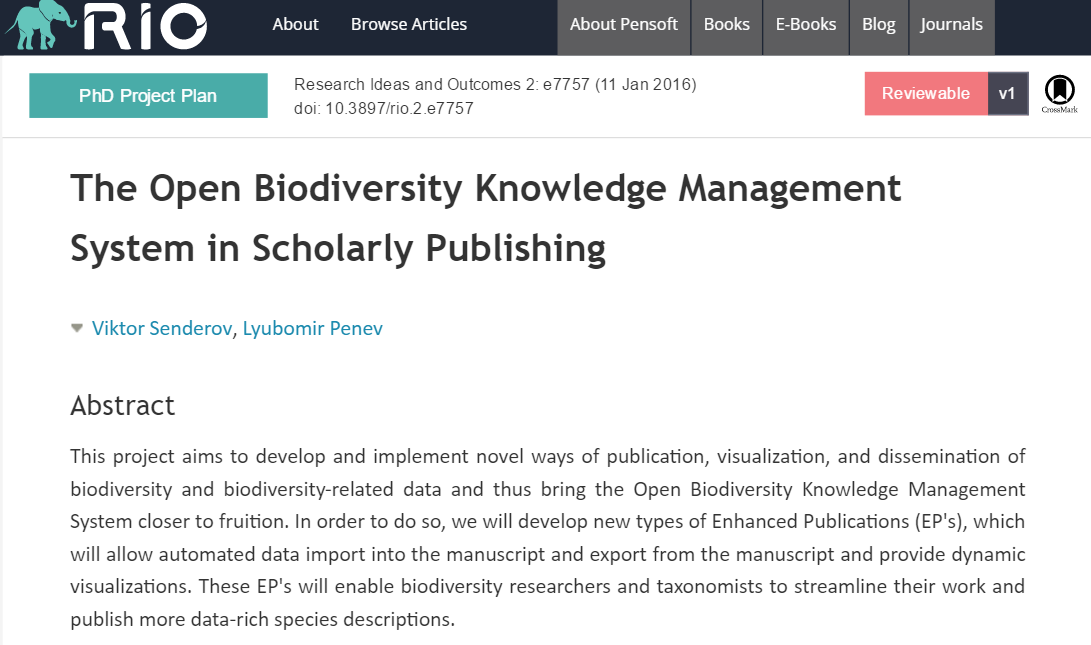 RIO
About Browse Articles About Pensoft Books E-Books Blog Journals
PhD Project Plan
Research Ideas and Outcomes 2: e7757 (11 Jan 2016)
doi: 10.3897/rio.2.e7757
Reviewable v1
CrossMark
The Open Biodiversity Knowledge Management
System in Scholarly Publishing
Viktor Senderov, Lyubomir Penev
Abstract
This project aims to develop and implement novel ways of publication, visualization, and dissemination of
biodiversity and biodiversity-related data and thus bring the Open Biodiversity Knowledge Management
System closer to fruition. In order to do so, we will develop new types of Enhanced Publications (EP's), which
will allow automated data import into the manuscript and export from the manuscript and provide dynamic
visualizations. These EP's will enable biodiversity researchers and taxonomists to streamline their work and
publish more data-rich species descriptions.